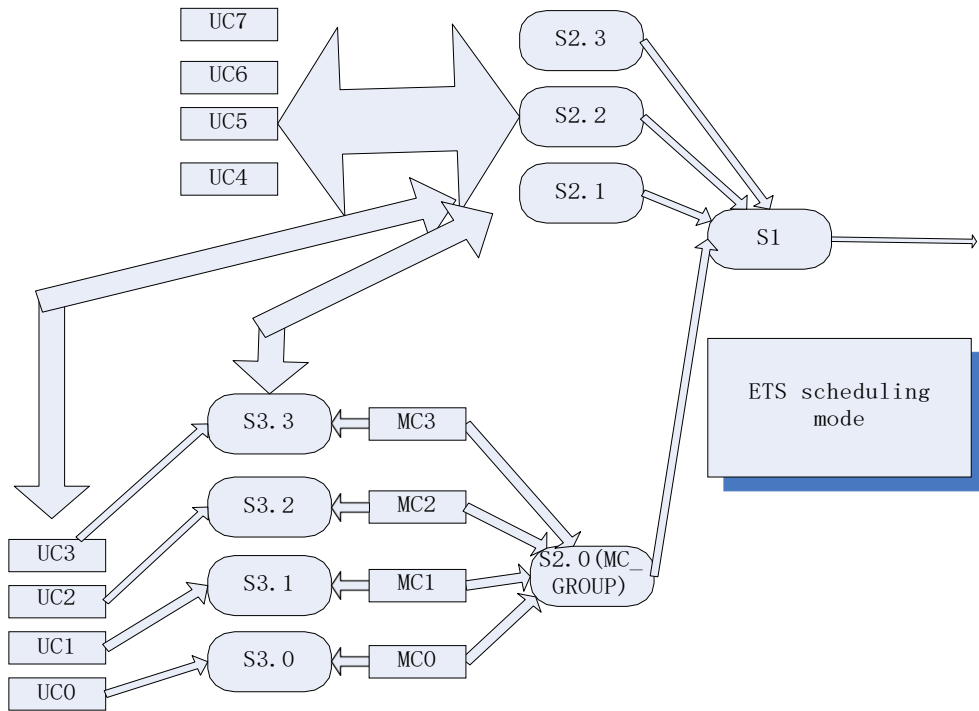 UC7
UC6
UC5
UC4
S2.3
S2.2
S2.1
S1
ETS scheduling
mode
S3.3
S3.2
S3.1
S3.0
MC3
MC2
MC1
MC0
S2.0(MC_
GROUP)
UC3
UC2
UC1
UC0